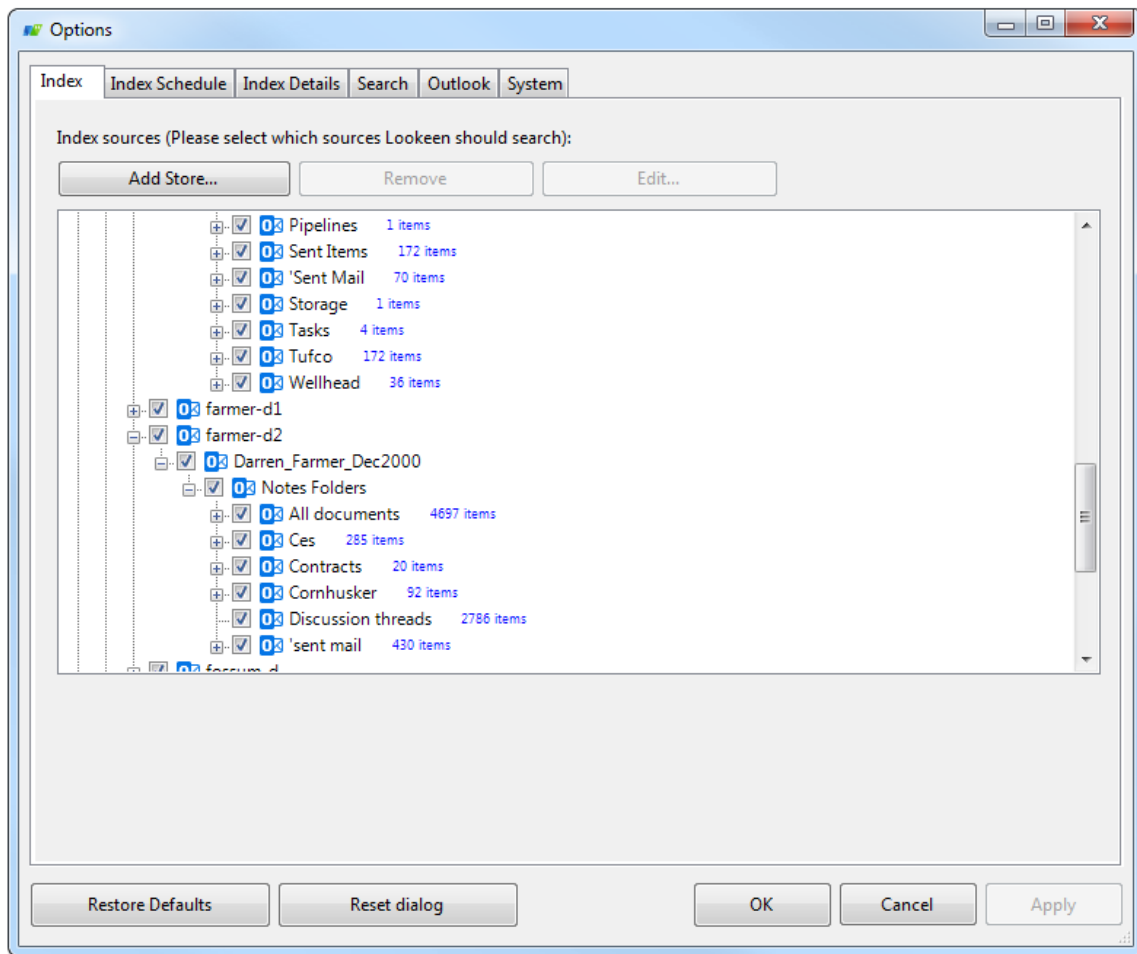 Options
Index Index Schedule Index Details Search Outlook System
Index sources (Please select which sources Lookeen should search):
Add Store... Remove Edit...
Pipelines 1 items
Sent Items 172 items
'Sent Mail 70 items
Storage 1 items
Tasks 4 items
Tufco 172 items
Wellhead 36 items
farmer-d1
farmer-d2
Darren_Farmer_Dec2000
Notes Folders
All documents 4697 items
Ces 285 items
Contracts 20 items
Cornhusker 92 items
Discussion threads 2786 items
'sent mail 430 items
fossum-d
Restore Defaults Reset dialog OK Cancel Apply